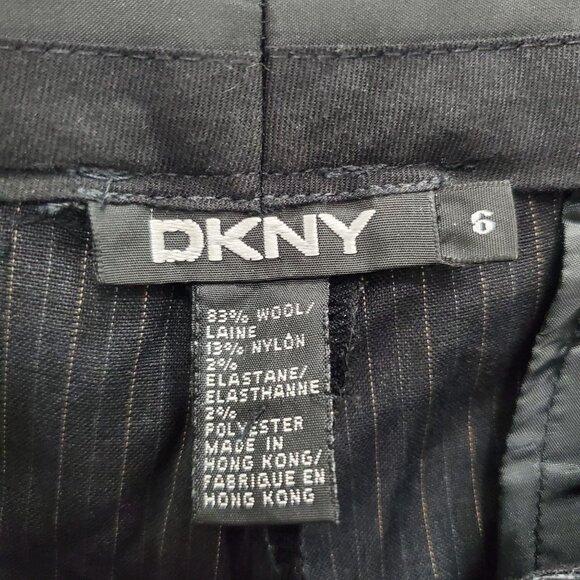 DKNY
6
83% WOOL/
LAINE
13% NYLON
2%
ELASTANE/
ELASTHANNE
2%
POLYESTER
MADE IN
HONG KONG/
FABRIQUE EN
HONG KONG